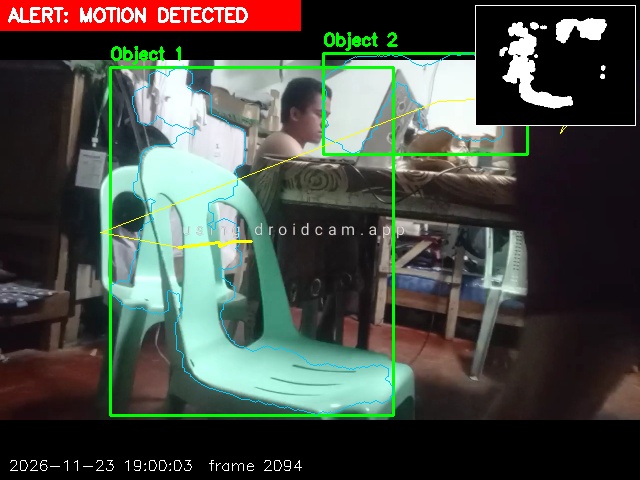 ALERT: MOTION DETECTED
Object 1
Object 2
using droidcam.app
2026-11-23 19:00:03 frame 2094